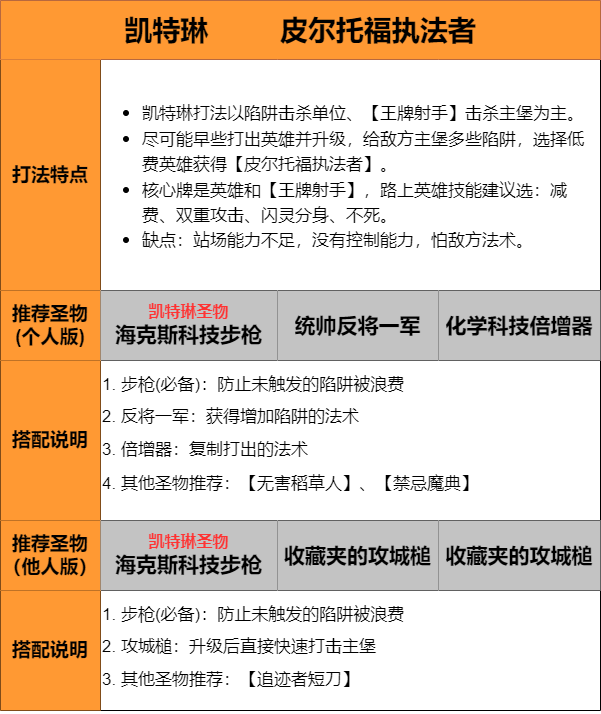 凯特琳 皮尔托福执法者
打法特点
• 凯特琳打法以陷阱击杀单位、【王牌射手】击杀主堡为主。
• 尽可能早些打出英雄并升级，给敌方主堡多些陷阱，选择低
费英雄获得【皮尔托福执法者】。
• 核心牌是英雄和【王牌射手】，路上英雄技能建议选：减
费、双重攻击、闪灵分身、不死。
• 缺点：站场能力不足，没有控制能力，怕敌方法术。
推荐圣物
(个人版)
凯特琳圣物
海克斯科技步枪
统帅反将一军
化学科技倍增器
搭配说明
1. 步枪(必备)：防止未触发的陷阱被浪费
2. 反将一军：获得增加陷阱的法术
3. 倍增器：复制打出的法术
4. 其他圣物推荐：【无害稻草人】、【禁忌魔典】
推荐圣物
（他人版）
凯特琳圣物
海克斯科技步枪
收藏夹的攻城槌
收藏夹的攻城槌
搭配说明
1. 步枪(必备)：防止未触发的陷阱被浪费
2. 攻城槌：升级后直接快速打击主堡
3. 其他圣物推荐：【追迹者短刀】